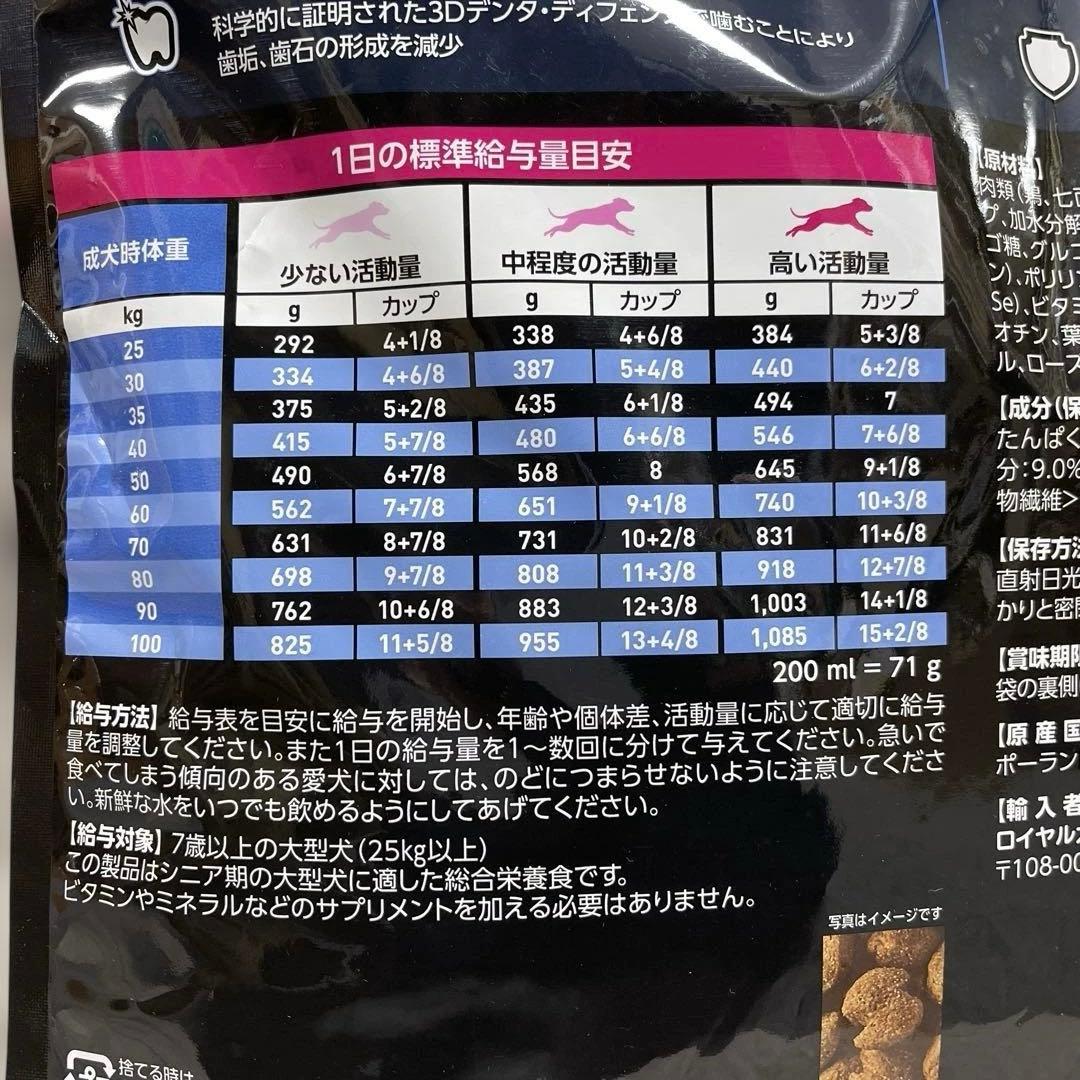 科学的に証明された3Dデンタ・ディフェンスで噛むことにより
歯垢、歯石の形成を減少
1日の標準給与量目安
成犬時体重 少ない活動量 中程度の活動量 高い活動量
kg g カップ g カップ g カップ
25 292 4+1/8 338 4+6/8 384 5+3/8
30 334 4+6/8 387 5+4/8 440 6+2/8
35 375 5+2/8 435 6+1/8 494 7
40 415 5+7/8 480 6+6/8 546 7+6/8
50 490 6+7/8 568 8 645 9+1/8
60 562 7+7/8 651 9+1/8 740 10+3/8
70 631 8+7/8 731 10+2/8 831 11+6/8
80 698 9+7/8 808 11+3/8 918 12+7/8
90 762 10+6/8 883 12+3/8 1,003 14+1/8
100 825 11+5/8 955 13+4/8 1,085 15+2/8
200 ml = 71 g
【給与方法】給与表を目安に給与を開始し、年齢や個体差、活動量に応じて適切に給与
量を調整してください。また1日の給与量を1〜数回に分けて与えてください。急いで
食べてしまう傾向のある愛犬に対しては、のどにつまらせないように注意してくださ
い。新鮮な水をいつでも飲めるようにしてあげてください。
【給与対象】7歳以上の大型犬（25kg以上）
この製品はシニア期の大型犬に適した総合栄養食です。
ビタミンやミネラルなどのサプリメントを加える必要はありません。
写真はイメージです
捨てる時は
【原材料】
肉類（鶏、七面
グ、加水分解
ゴ糖、グルコ
ン）、ポリリ
Se）、ビタミ
オチン、葉
ル、ローズ
【成分（保
たんぱく
分：9.0%
物繊維>
【保存方法
直射日光
かりと密閉
【賞味期限
袋の裏側
【原産国
ポーラン
【輸入者
ロイヤルカ
〒108-00